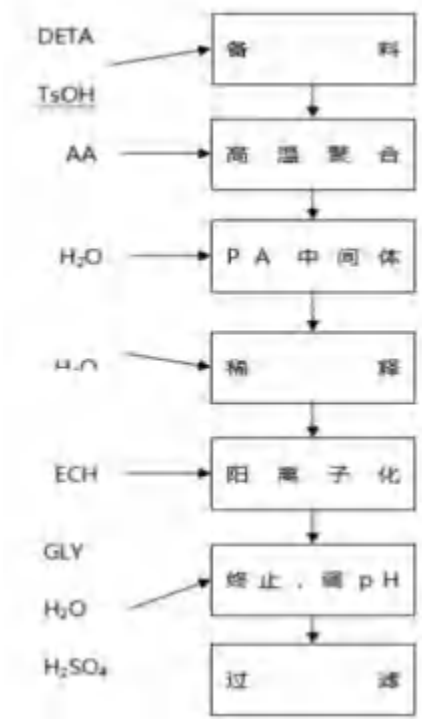 DETA
备 料
TsOH
AA
高 温 聚 合
H₂O
P A 中 间 体
H₂O
稀 释
ECH
阳 离 子 化
GLY
终 止 . 调 p H
H₂O
H₂SO₄
过 滤